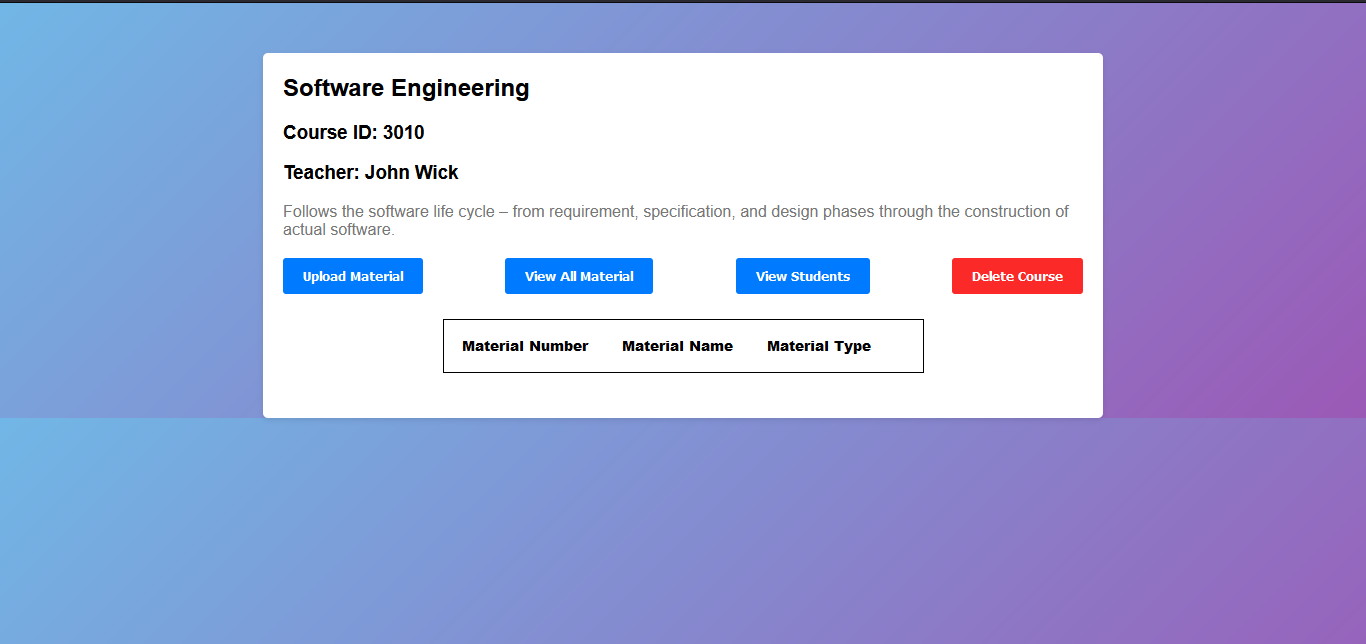 Software Engineering
Course ID: 3010
Teacher: John Wick
Follows the software life cycle – from requirement, specification, and design phases through the construction of
actual software.
Upload Material View All Material View Students Delete Course
Material Number Material Name Material Type